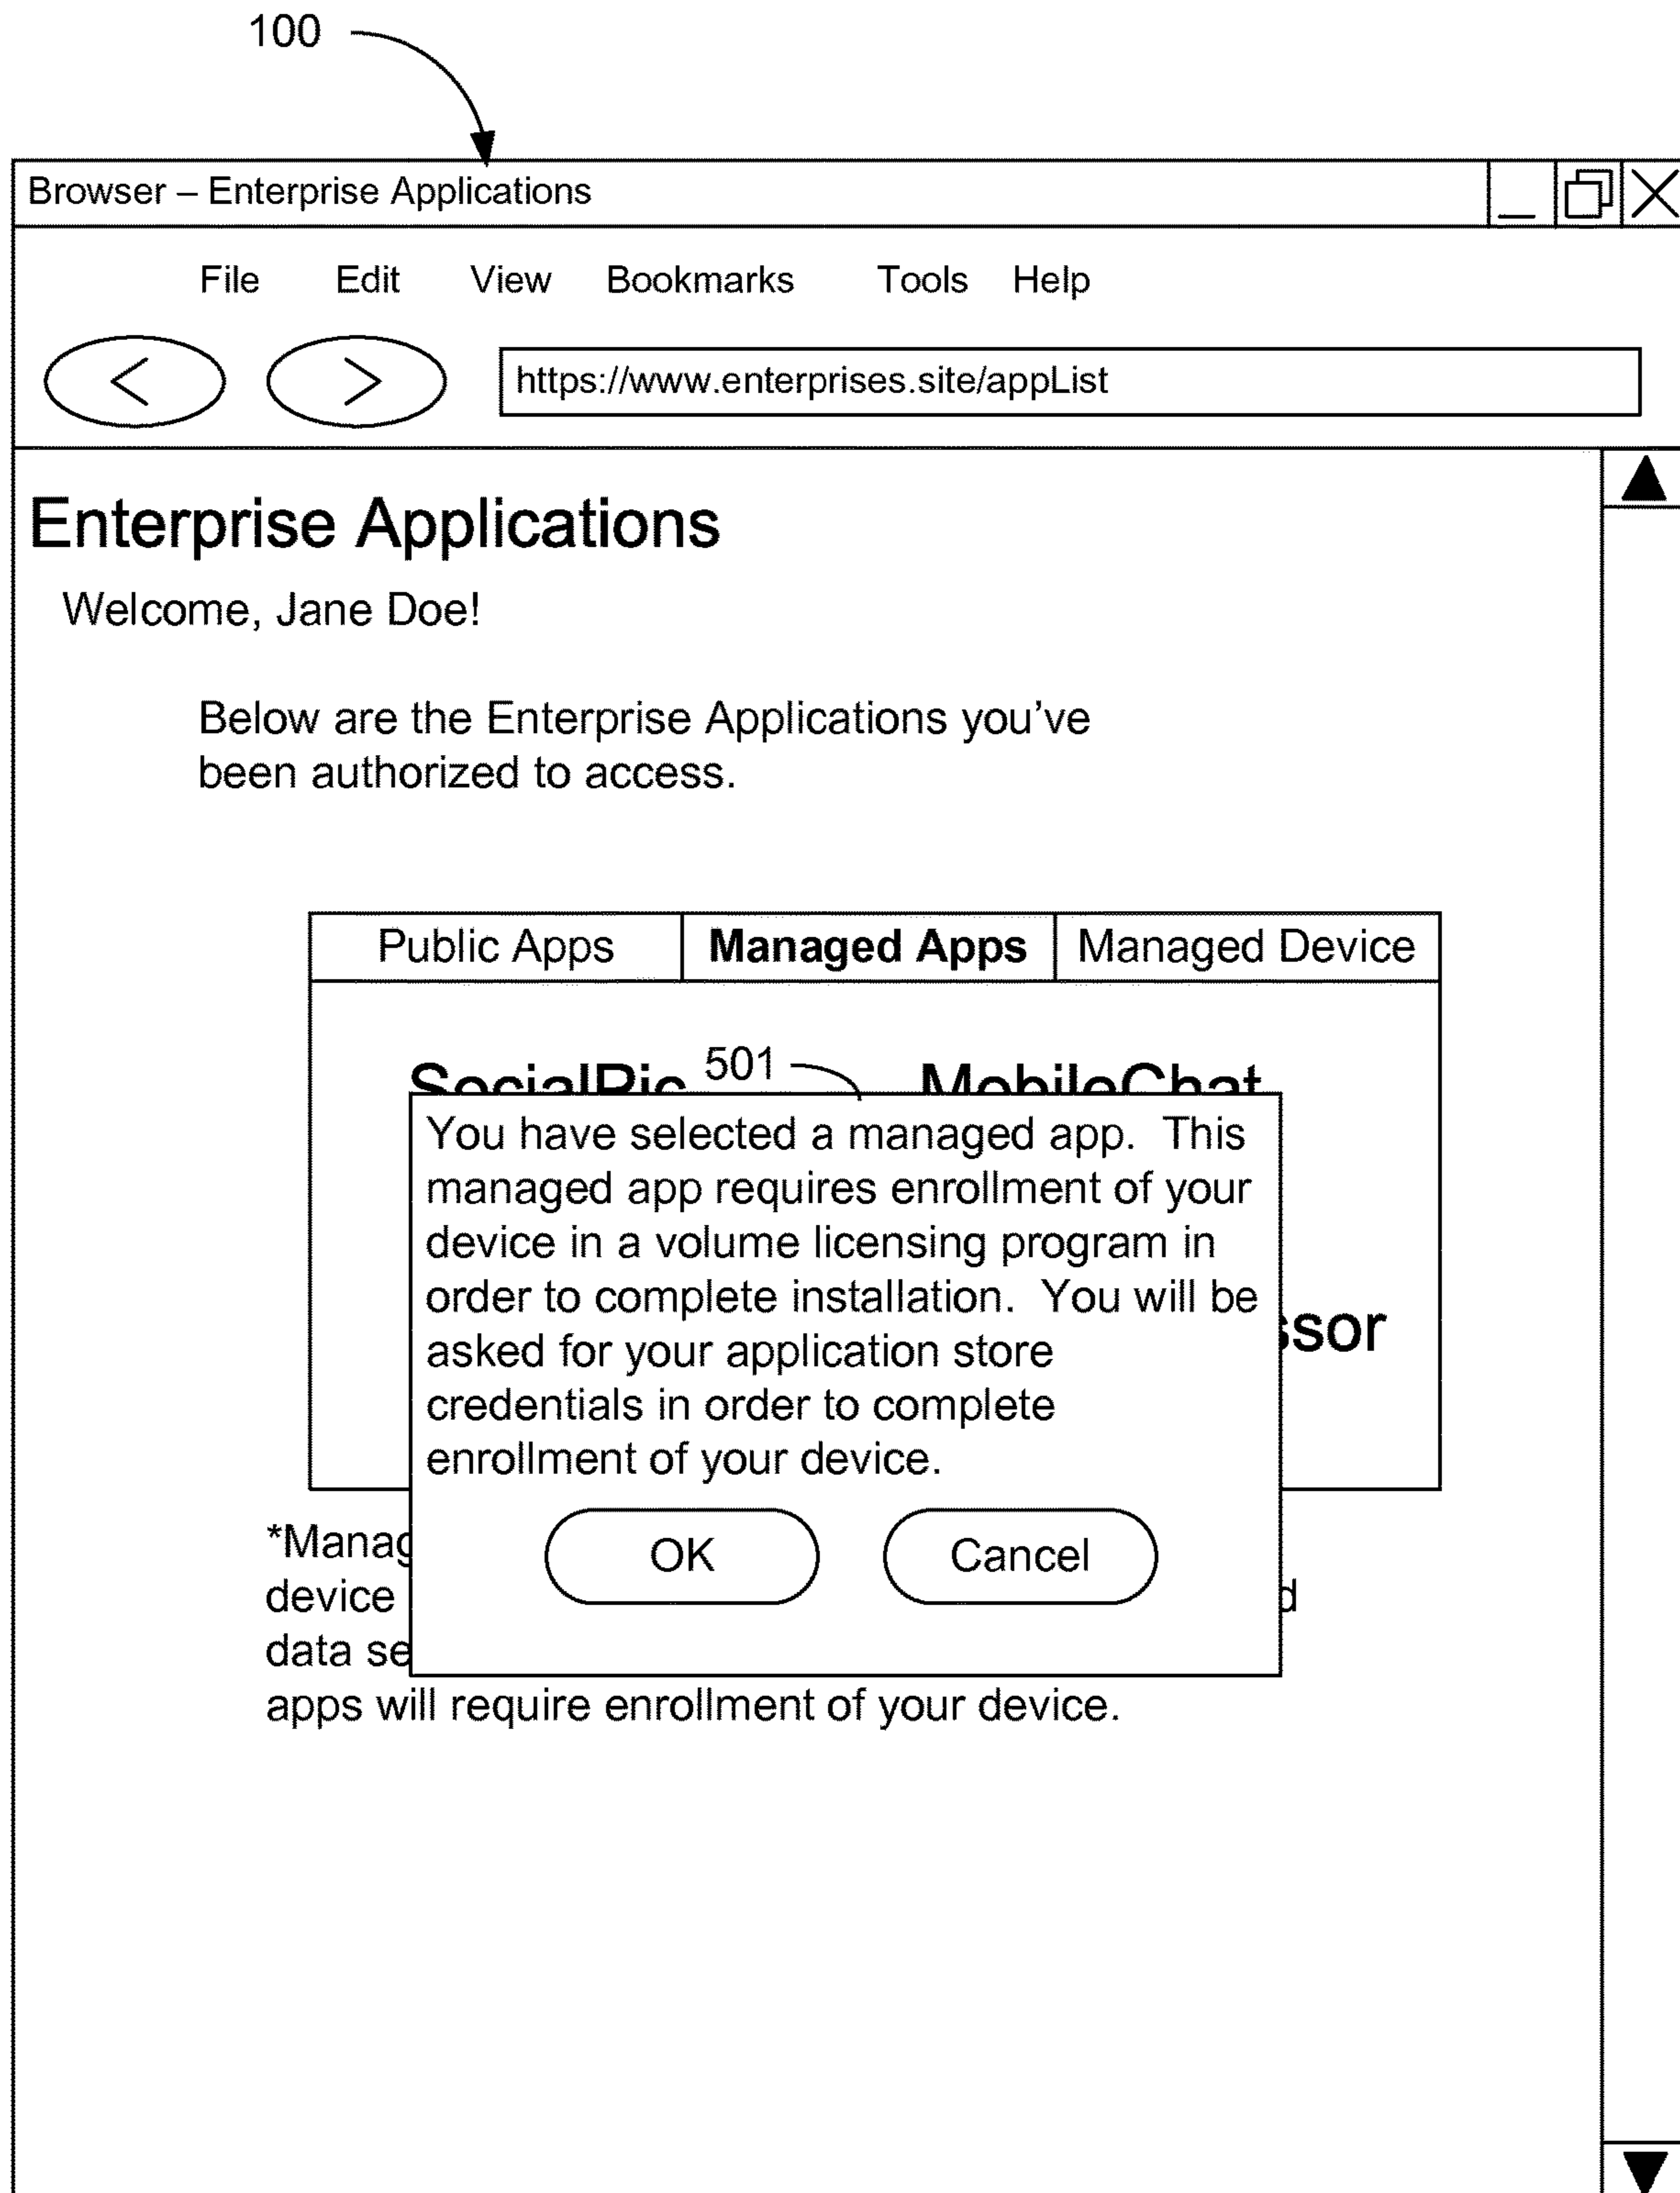 100
Browser – Enterprise Applications
File Edit View Bookmarks Tools Help
< >
https://www.enterprises.site/appList
Enterprise Applications
Welcome, Jane Doe!
Below are the Enterprise Applications you've
been authorized to access.
Public Apps Managed Apps Managed Device
SocialPic 501 MobileChat
You have selected a managed app. This
managed app requires enrollment of your
device in a volume licensing program in
order to complete installation. You will be
asked for your application store
credentials in order to complete
enrollment of your device.
OK Cancel
device
data
apps will require enrollment of your device.